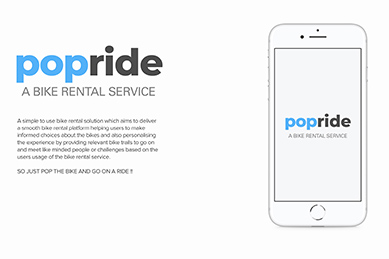 popride
A BIKE RENTAL SERVICE
A simple to use bike rental solution which aims to deliver
a smooth bike rental platform helping users to make
informed choices about the bikes and also personalising
the experience by providing relevant bike trails to go on
and meet like minded people or challenges based on the
users usage of the bike rental service.
SO JUST POP THE BIKE AND GO ON A RIDE !!
popride
A BIKE RENTAL SERVICE